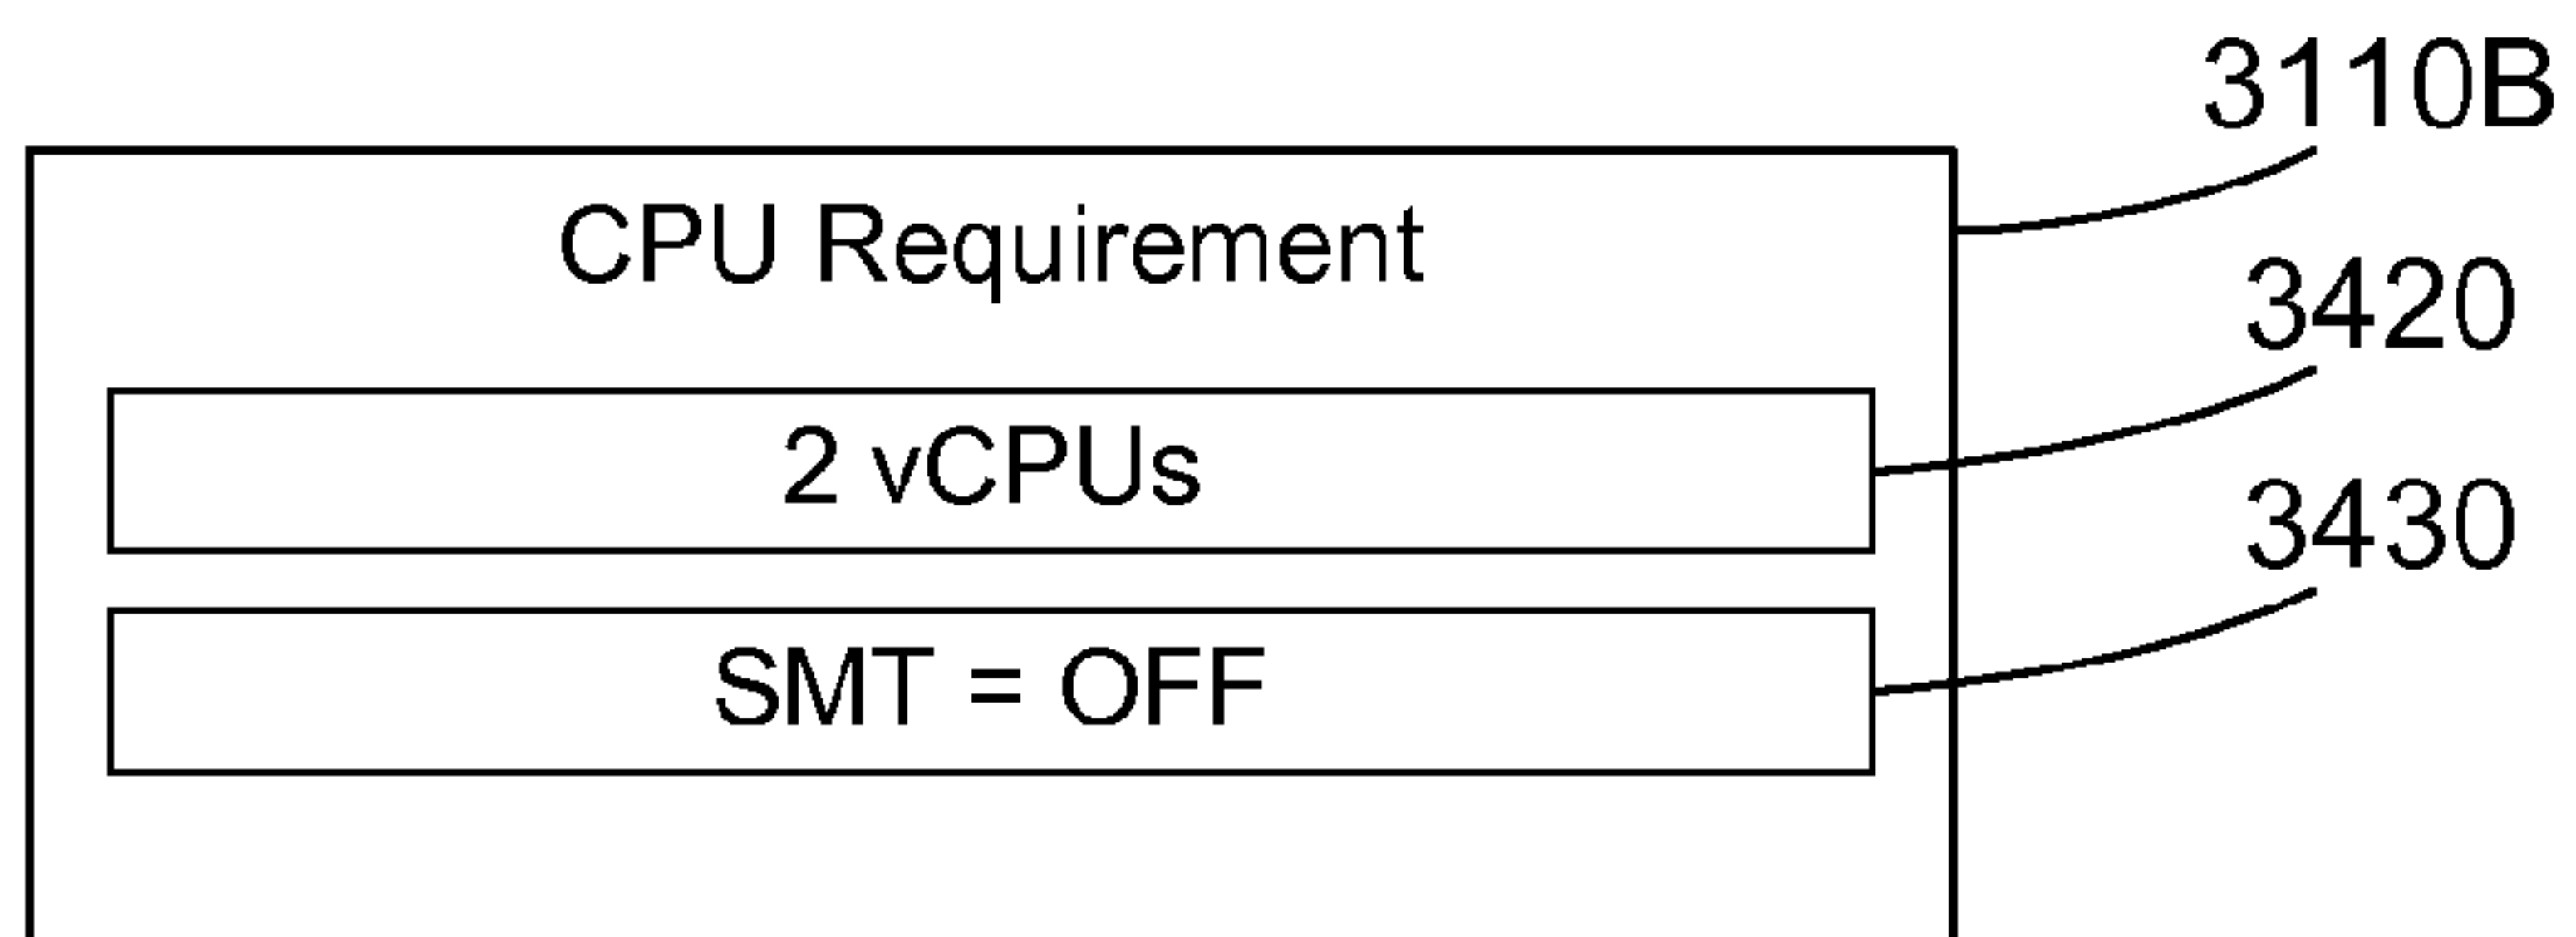 3110B
CPU Requirement
3420
2 vCPUs
3430
SMT = OFF